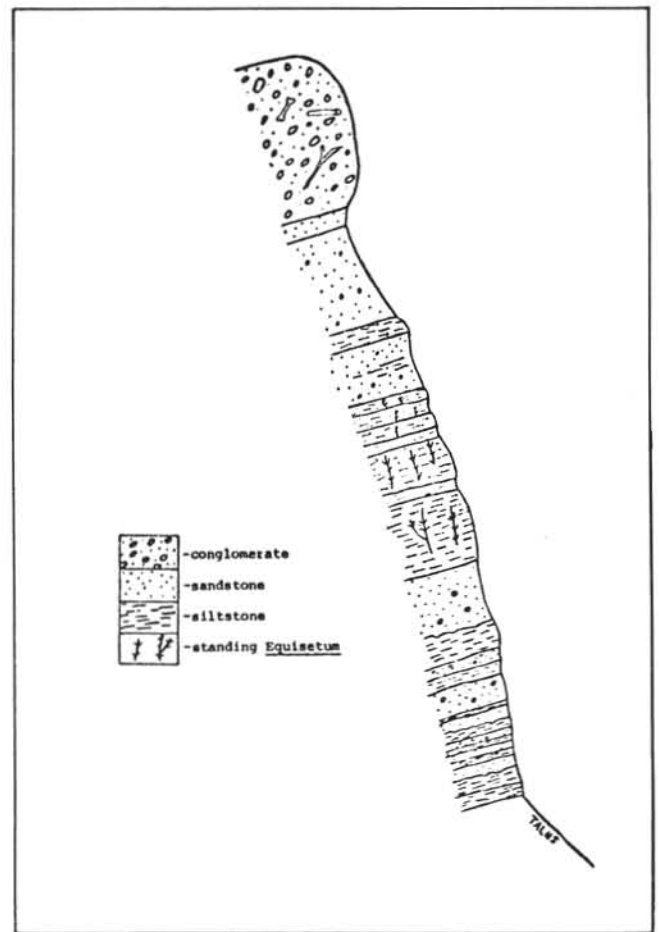 -conglomerate
-sandstone
-siltstone
-standing Equisetum
TALUS